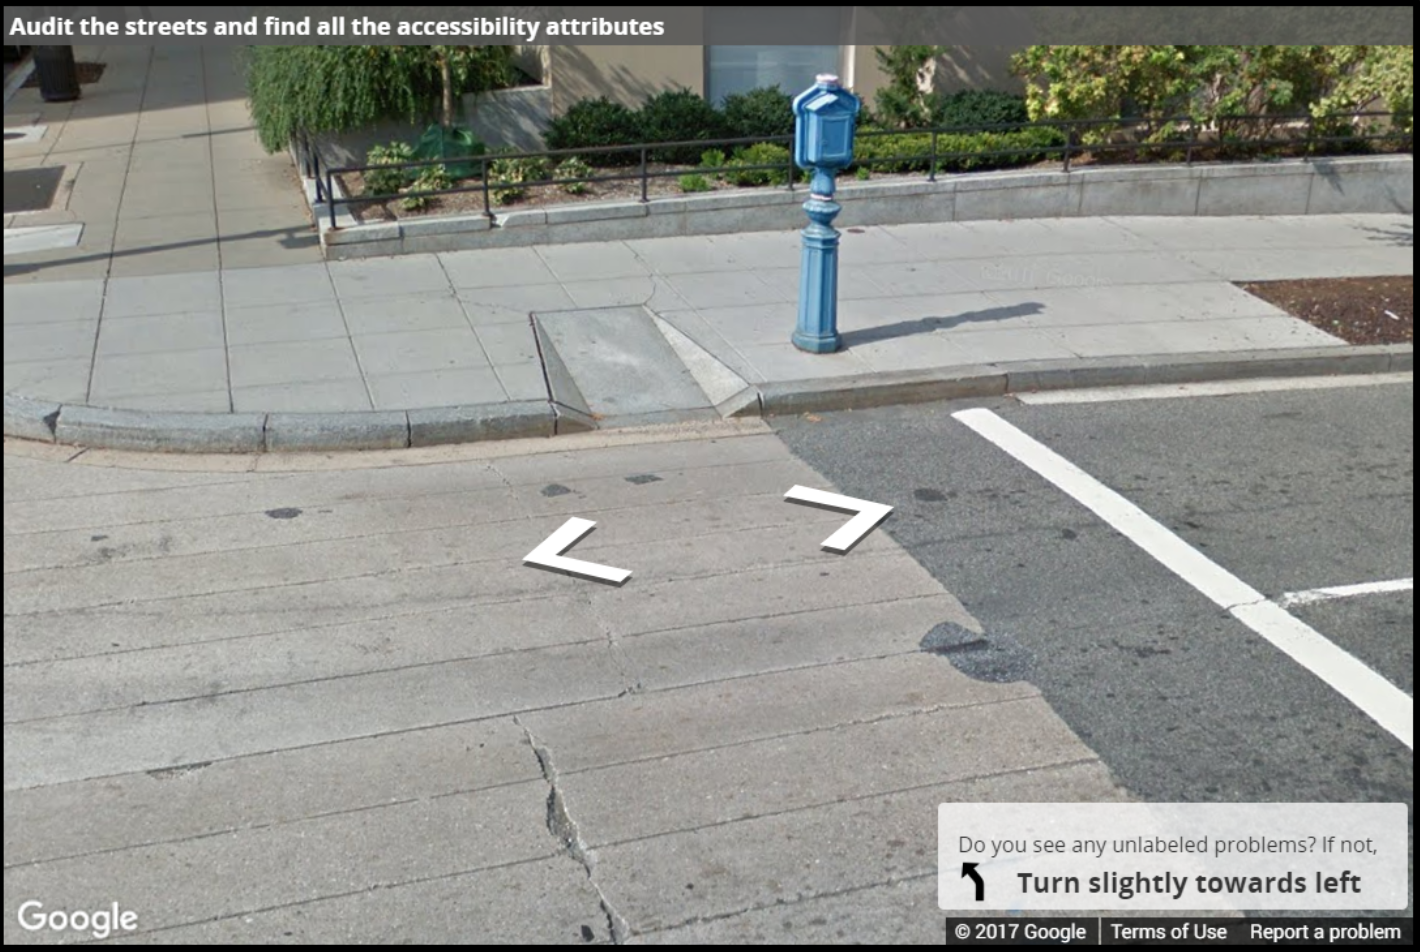 Audit the streets and find all the accessibility attributes
Do you see any unlabeled problems? If not,
Turn slightly towards left
Google
© 2017 Google
Terms of Use
Report a problem